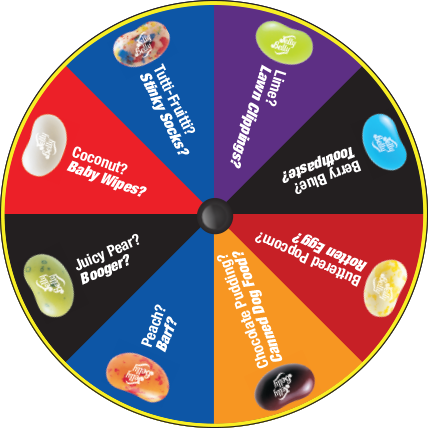 Tutti-Fruitti?
Stinky Socks?
Lime?
Lawn Clippings?
Berry Blue?
Toothpaste?
Buttered Popcorn?
Rotten Egg?
Chocolate Pudding?
Canned Dog Food?
Peach?
Barf?
Juicy Pear?
Booger?
Coconut?
Baby Wipes?